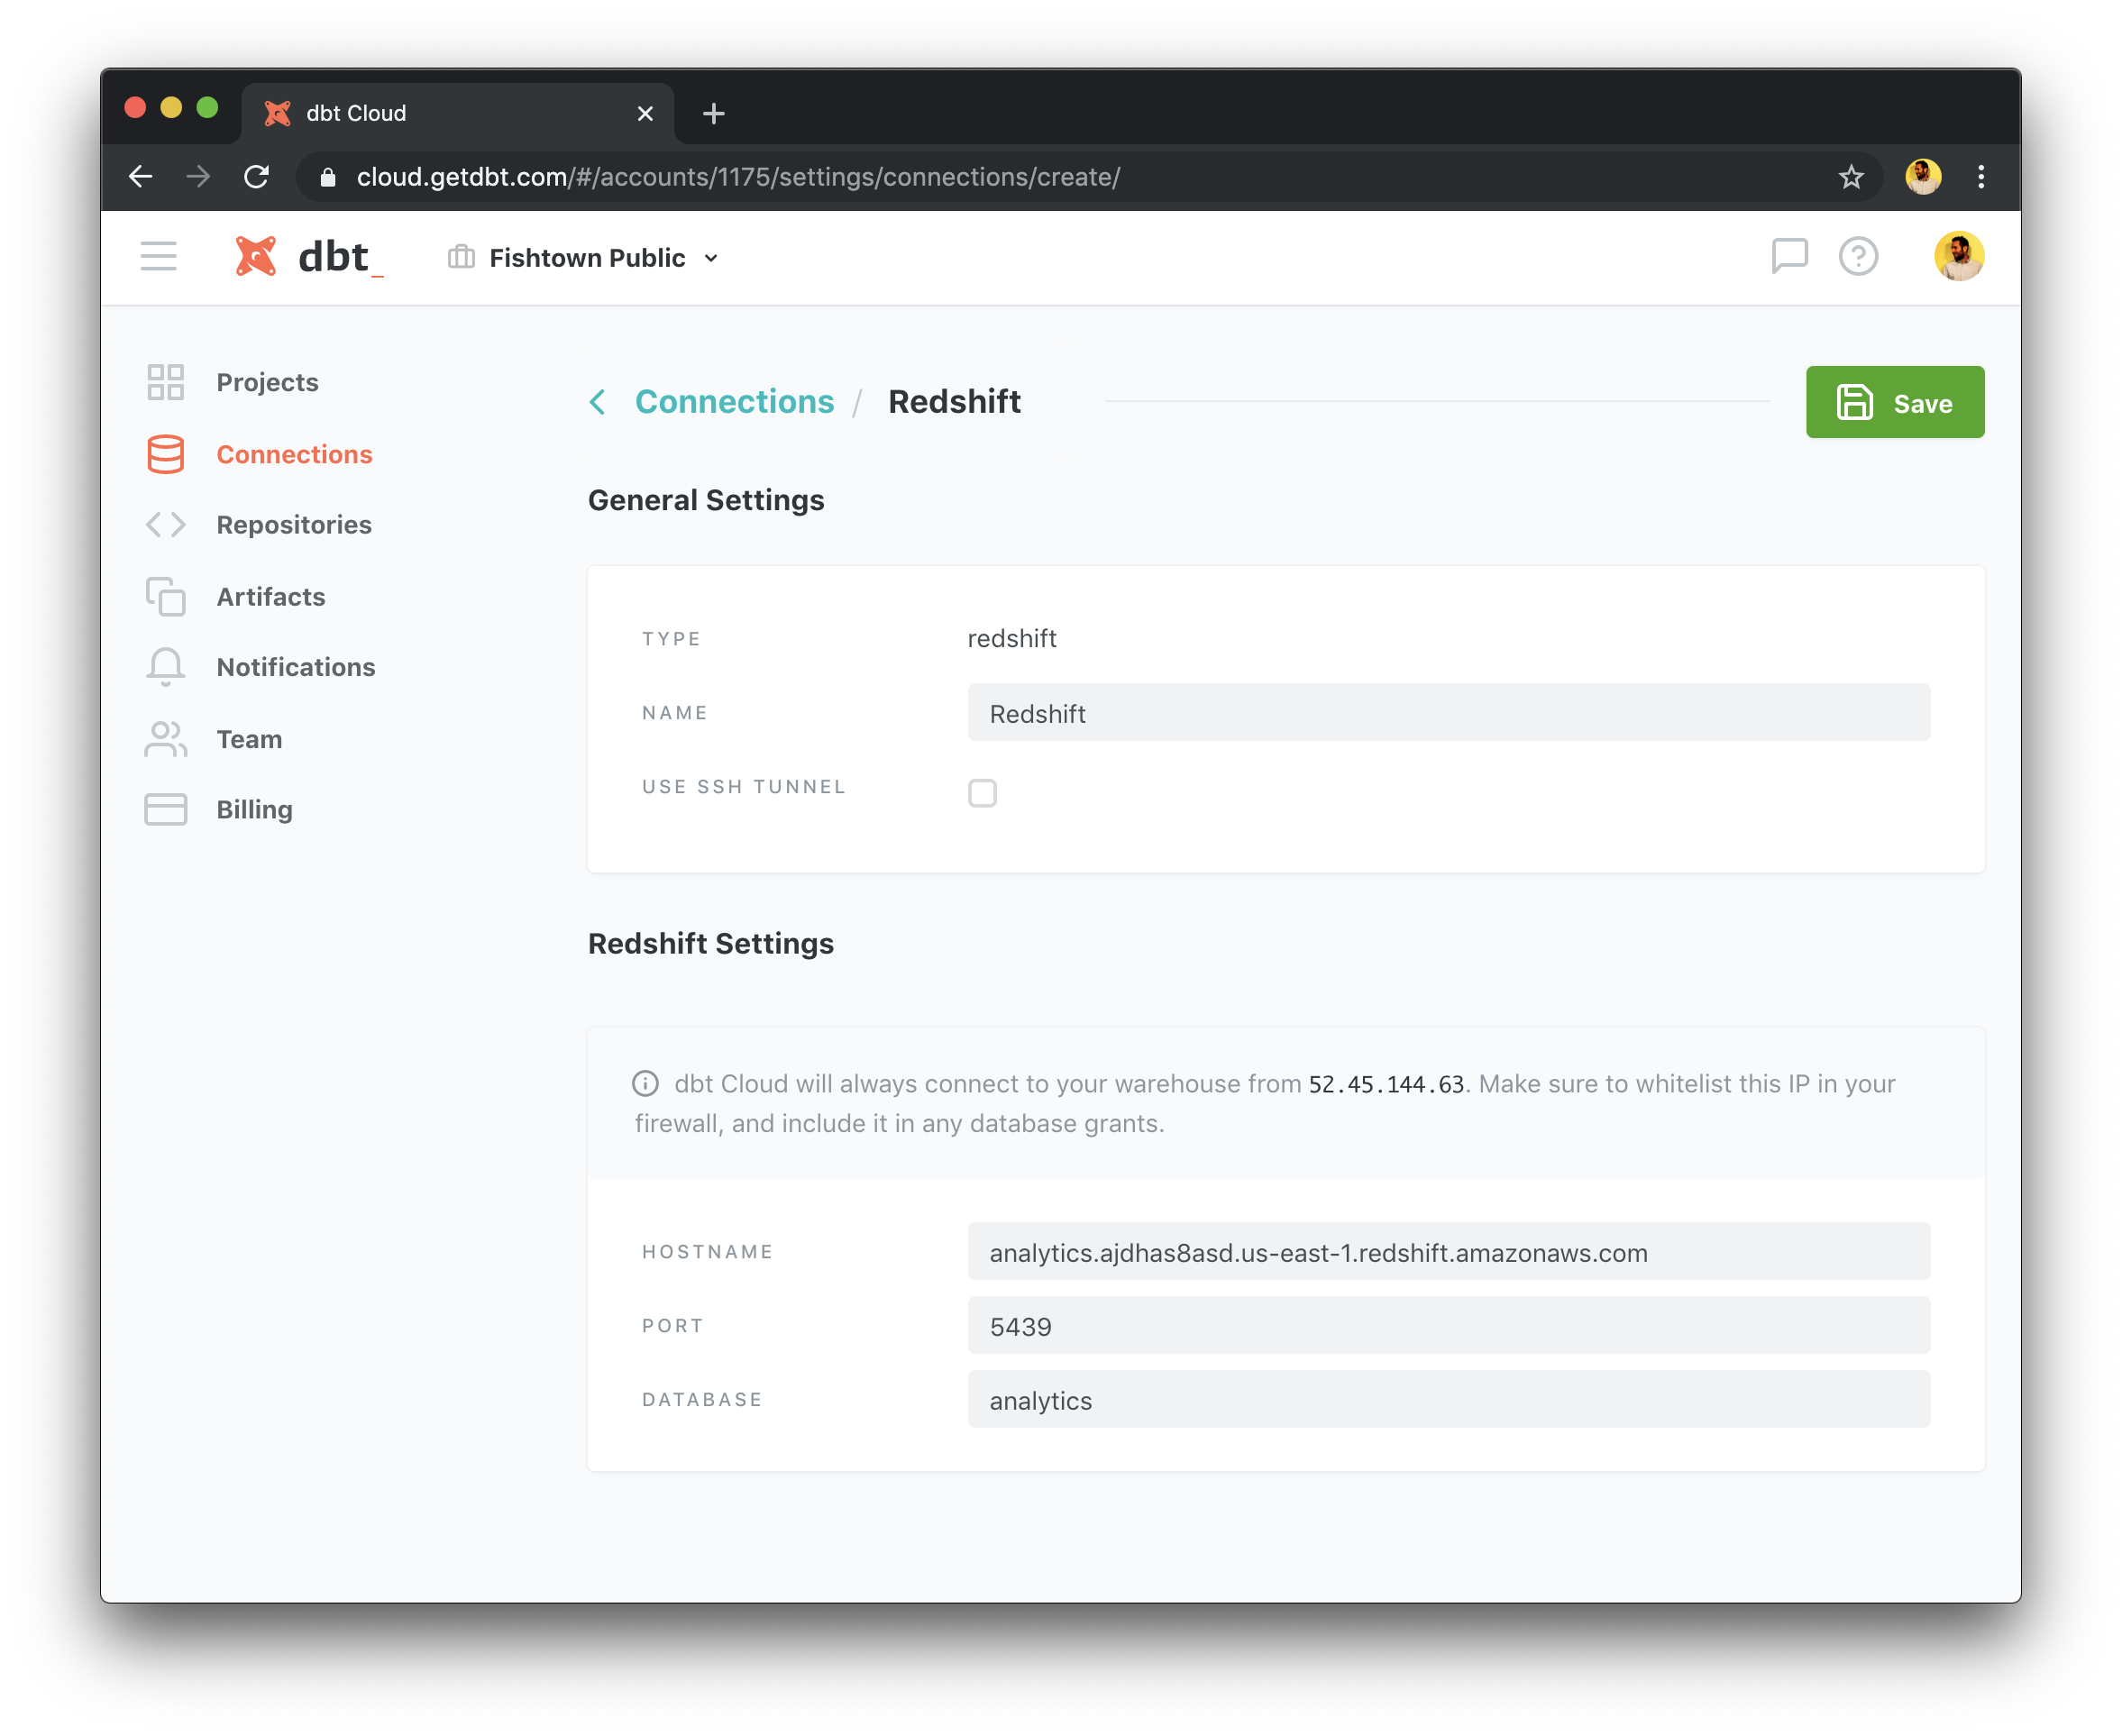 dbt Cloud
cloud.getdbt.com/#/accounts/1175/settings/connections/create/
dbt_
Fishtown Public
Projects
Connections
Repositories
Artifacts
Notifications
Team
Billing
Connections / Redshift
Save
General Settings
TYPE redshift
NAME Redshift
USE SSH TUNNEL
Redshift Settings
dbt Cloud will always connect to your warehouse from 52.45.144.63. Make sure to whitelist this IP in your
firewall, and include it in any database grants.
HOSTNAME analytics.ajdhas8asd.us-east-1.redshift.amazonaws.com
PORT 5439
DATABASE analytics